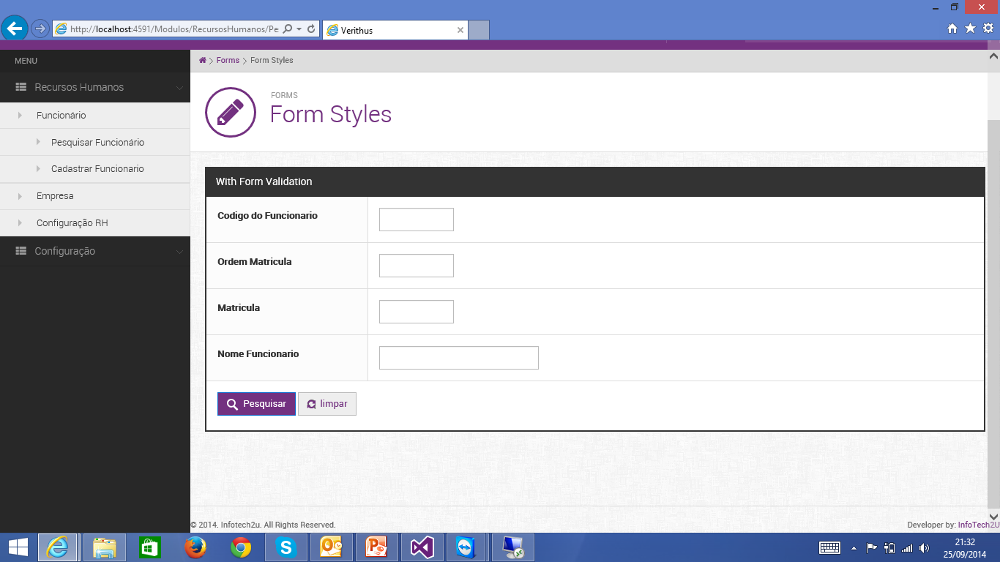 http://localhost:4591/Modulos/RecursosHumanos/Pe
Verithus
MENU
Recursos Humanos
Funcionário
Pesquisar Funcionário
Cadastrar Funcionario
Empresa
Configuração RH
Configuração
Forms
Form Styles
FORMS
Form Styles
With Form Validation
Codigo do Funcionario
Ordem Matricula
Matricula
Nome Funcionario
Pesquisar
limpar
© 2014. Infotech2u. All Rights Reserved.
Developer by: InfoTech2U
21:32
25/09/2014